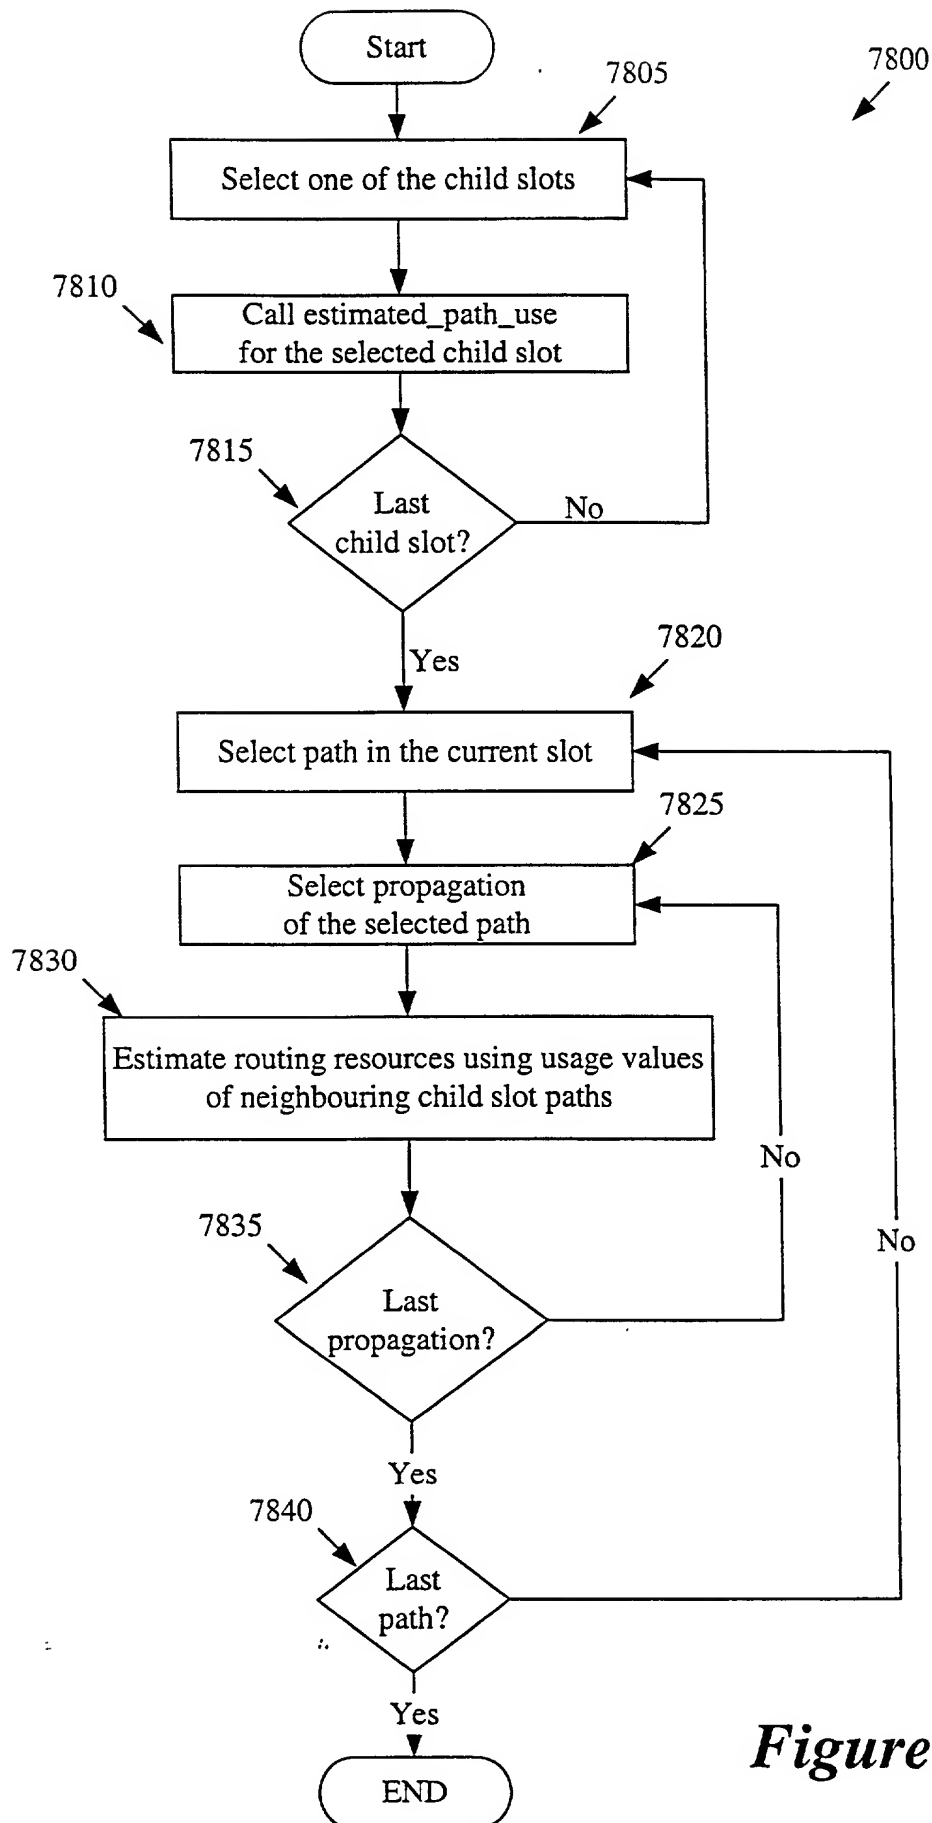 Start
7805
7800
Select one of the child slots
7810
Call estimated_path_use
for the selected child slot
7815
Last
child slot?
No
Yes
7820
Select path in the current slot
7825
Select propagation
of the selected path
7830
Estimate routing resources using usage values
of neighbouring child slot paths
No
7835
No
Last
propagation?
Yes
7840
Last
path?
Yes
END
Figure